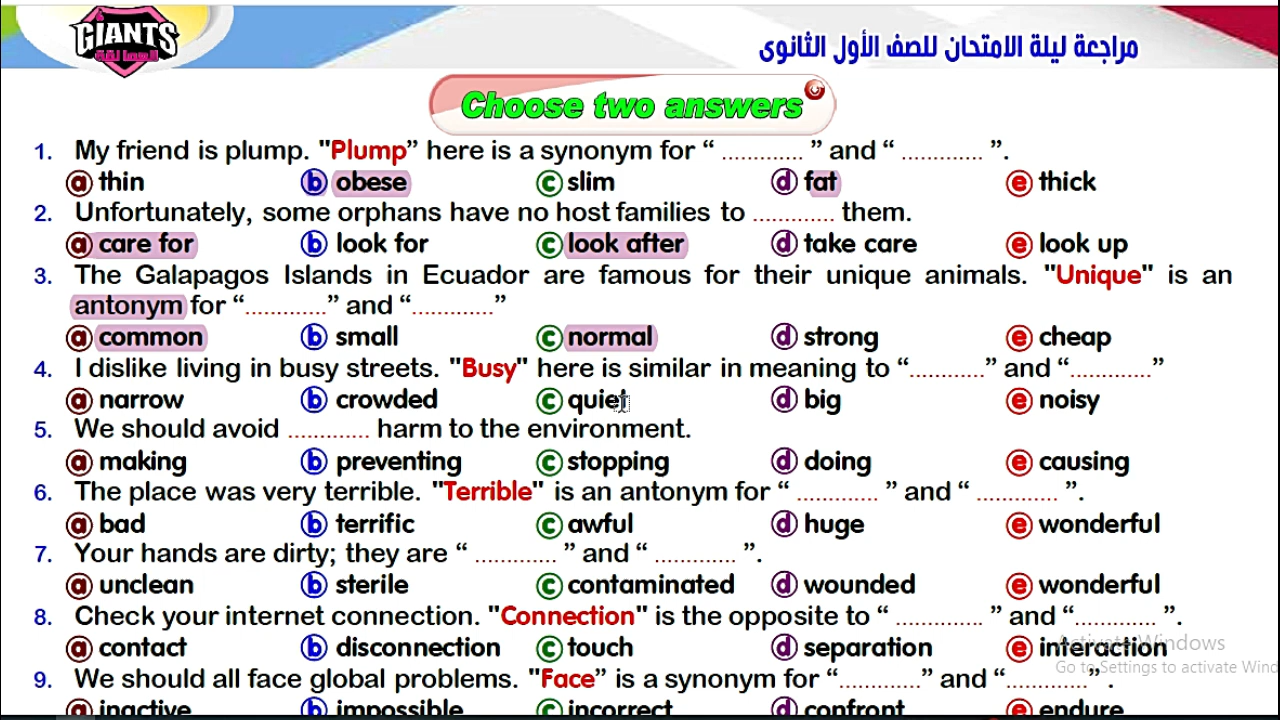 GIANTS
العمالقة
مراجعة ليلة الامتحان للصف الأول الثانوى
Choose two answers
1. My friend is plump. "Plump” here is a synonym for “ ............. ” and “ ............. ”.
a thin b obese c slim d fat e thick
2. Unfortunately, some orphans have no host families to ............. them.
a care for b look for c look after d take care e look up
3. The Galapagos Islands in Ecuador are famous for their unique animals. "Unique" is an
antonym for “.............” and “.............”
a common b small c normal d strong e cheap
4. I dislike living in busy streets. "Busy" here is similar in meaning to “............” and “.............”
a narrow b crowded c quiet d big e noisy
5. We should avoid ............. harm to the environment.
a making b preventing c stopping d doing e causing
6. The place was very terrible. "Terrible" is an antonym for “ ............. ” and “ ............. ”.
a bad b terrific c awful d huge e wonderful
7. Your hands are dirty; they are “ ............. ” and “ ............. ”.
a unclean b sterile c contaminated d wounded e wonderful
8. Check your internet connection. "Connection" is the opposite to “ .............. ” and “............. ”.
a contact b disconnection c touch d separation e interaction
Activate Windows
Go to Settings to activate Wind
9. We should all face global problems. "Face” is a synonym for “.............” and “............. ” .
a inactive b impossible c incorrect d confront e endure